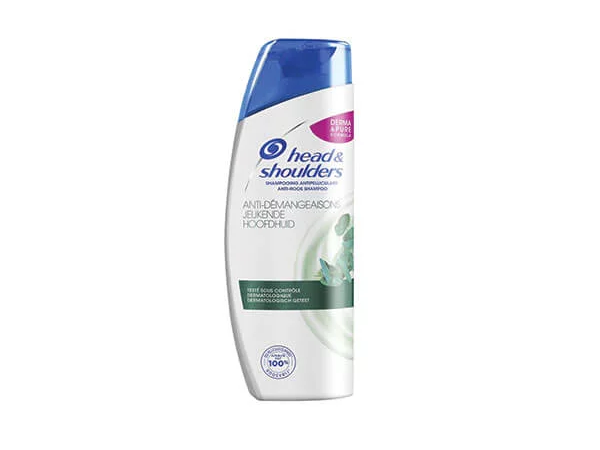 DERMA
& PURE
FORMULA
head&
shoulders
SHAMPOOING ANTIPELLICULAIRE
ANTI-ROOS SHAMPOO
ANTI-DÉMANGEAISONS
JEUKENDE
HOOFDHUID
TESTÉ SOUS CONTRÔLE
DERMATOLOGIQUE
DERMATOLOGISCH GETEST
100%